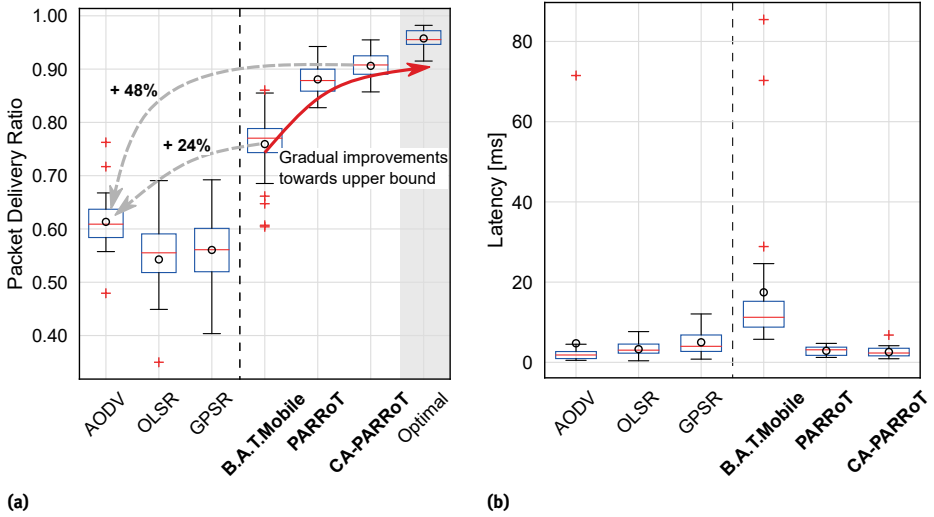 Packet Delivery Ratio
1.00
0.90
0.80
0.70
0.60
0.50
0.40
+ 48%
+ 24%
Gradual improvements
towards upper bound
AODV
OLSR
GPSR
B.A.T.Mobile
PARRoT
CA-PARRoT
Optimal
(a)
Latency [ms]
80
60
40
20
0
AODV
OLSR
GPSR
B.A.T.Mobile
PARRoT
CA-PARRoT
(b)